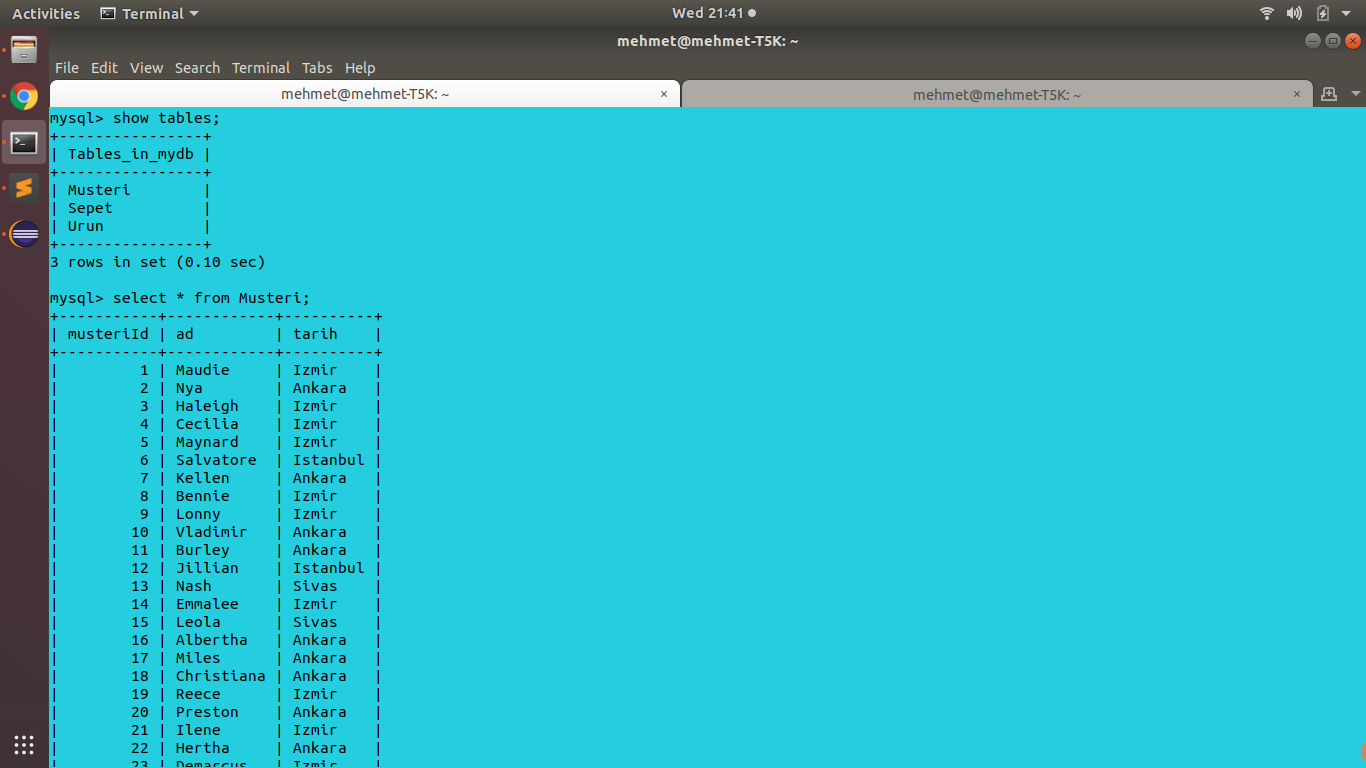 Activities Terminal Wed 21:41
mehmet@mehmet-T5K: ~
File Edit View Search Terminal Tabs Help
mehmet@mehmet-T5K: ~ × mehmet@mehmet-T5K: ~ ×
mysql> show tables;
+----------------+
| Tables_in_mydb |
+----------------+
| Musteri        |
| Sepet          |
| Urun           |
+----------------+
3 rows in set (0.10 sec)

mysql> select * from Musteri;
+-----------+------------+----------+
| musteriId | ad         | tarih    |
+-----------+------------+----------+
|         1 | Maudie     | Izmir    |
|         2 | Nya        | Ankara   |
|         3 | Haleigh    | Izmir    |
|         4 | Cecilia    | Izmir    |
|         5 | Maynard    | Izmir    |
|         6 | Salvatore  | Istanbul |
|         7 | Kellen     | Ankara   |
|         8 | Bennie     | Izmir    |
|         9 | Lonny      | Izmir    |
|        10 | Vladimir   | Ankara   |
|        11 | Burley     | Ankara   |
|        12 | Jillian    | Istanbul |
|        13 | Nash       | Sivas    |
|        14 | Emmalee    | Izmir    |
|        15 | Leola      | Sivas    |
|        16 | Albertha   | Ankara   |
|        17 | Miles      | Ankara   |
|        18 | Christiana | Ankara   |
|        19 | Reece      | Izmir    |
|        20 | Preston    | Ankara   |
|        21 | Ilene      | Izmir    |
|        22 | Hertha     | Ankara   |
|        23 | Demarcus   | Izmir    |